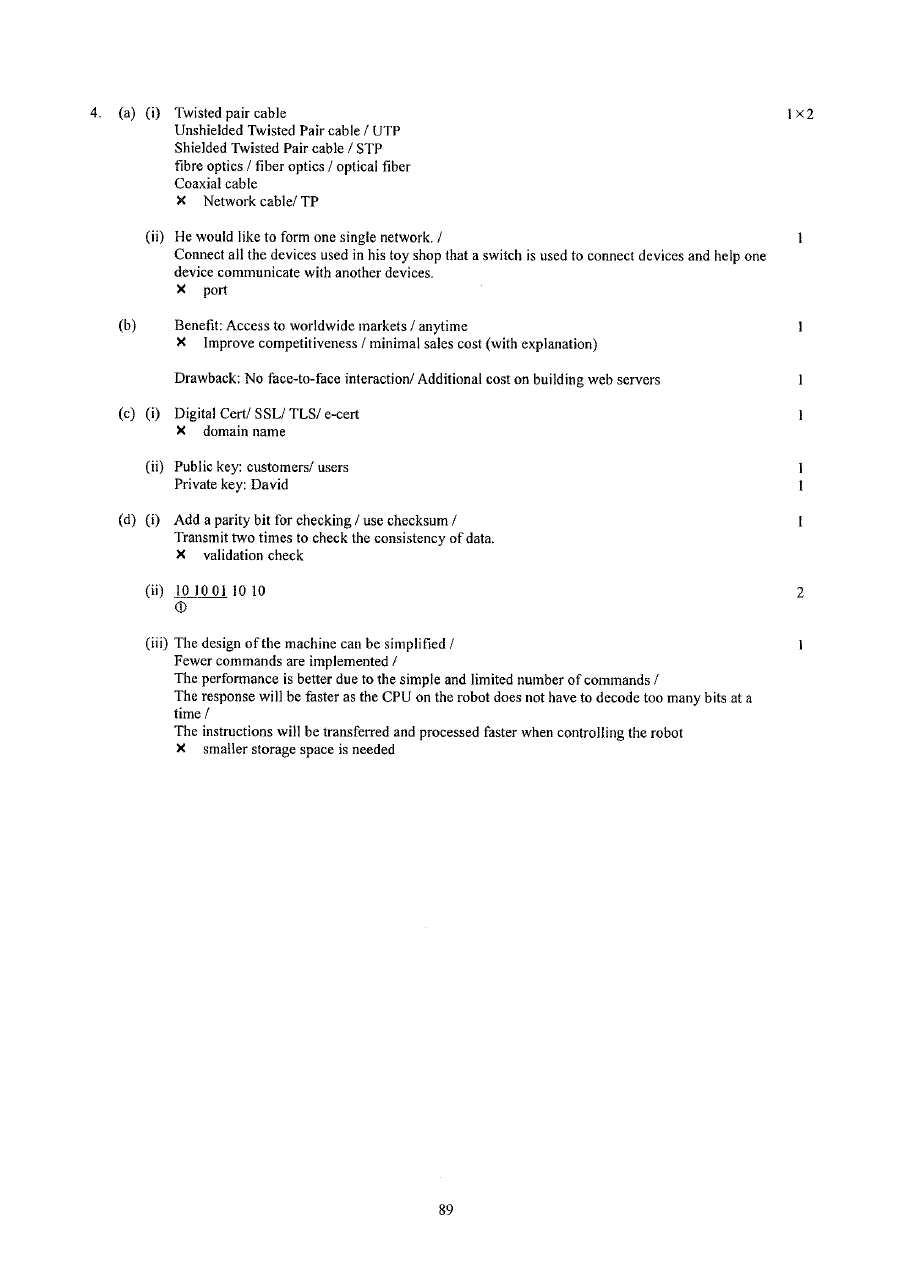 4. (a) (i) Twisted pair cable 1×2
Unshielded Twisted Pair cable / UTP
Shielded Twisted Pair cable / STP
fibre optics / fiber optics / optical fiber
Coaxial cable
× Network cable/ TP
(ii) He would like to form one single network. / 1
Connect all the devices used in his toy shop that a switch is used to connect devices and help one
device communicate with another devices.
× port
(b) Benefit: Access to worldwide markets / anytime 1
× Improve competitiveness / minimal sales cost (with explanation)
Drawback: No face-to-face interaction/ Additional cost on building web servers 1
(c) (i) Digital Cert/ SSL/ TLS/ e-cert 1
× domain name
(ii) Public key: customers/ users 1
Private key: David 1
(d) (i) Add a parity bit for checking / use checksum / 1
Transmit two times to check the consistency of data.
× validation check
(ii) 10 10 01 10 10 2
①
(iii) The design of the machine can be simplified / 1
Fewer commands are implemented /
The performance is better due to the simple and limited number of commands /
The response will be faster as the CPU on the robot does not have to decode too many bits at a
time /
The instructions will be transferred and processed faster when controlling the robot
× smaller storage space is needed
89